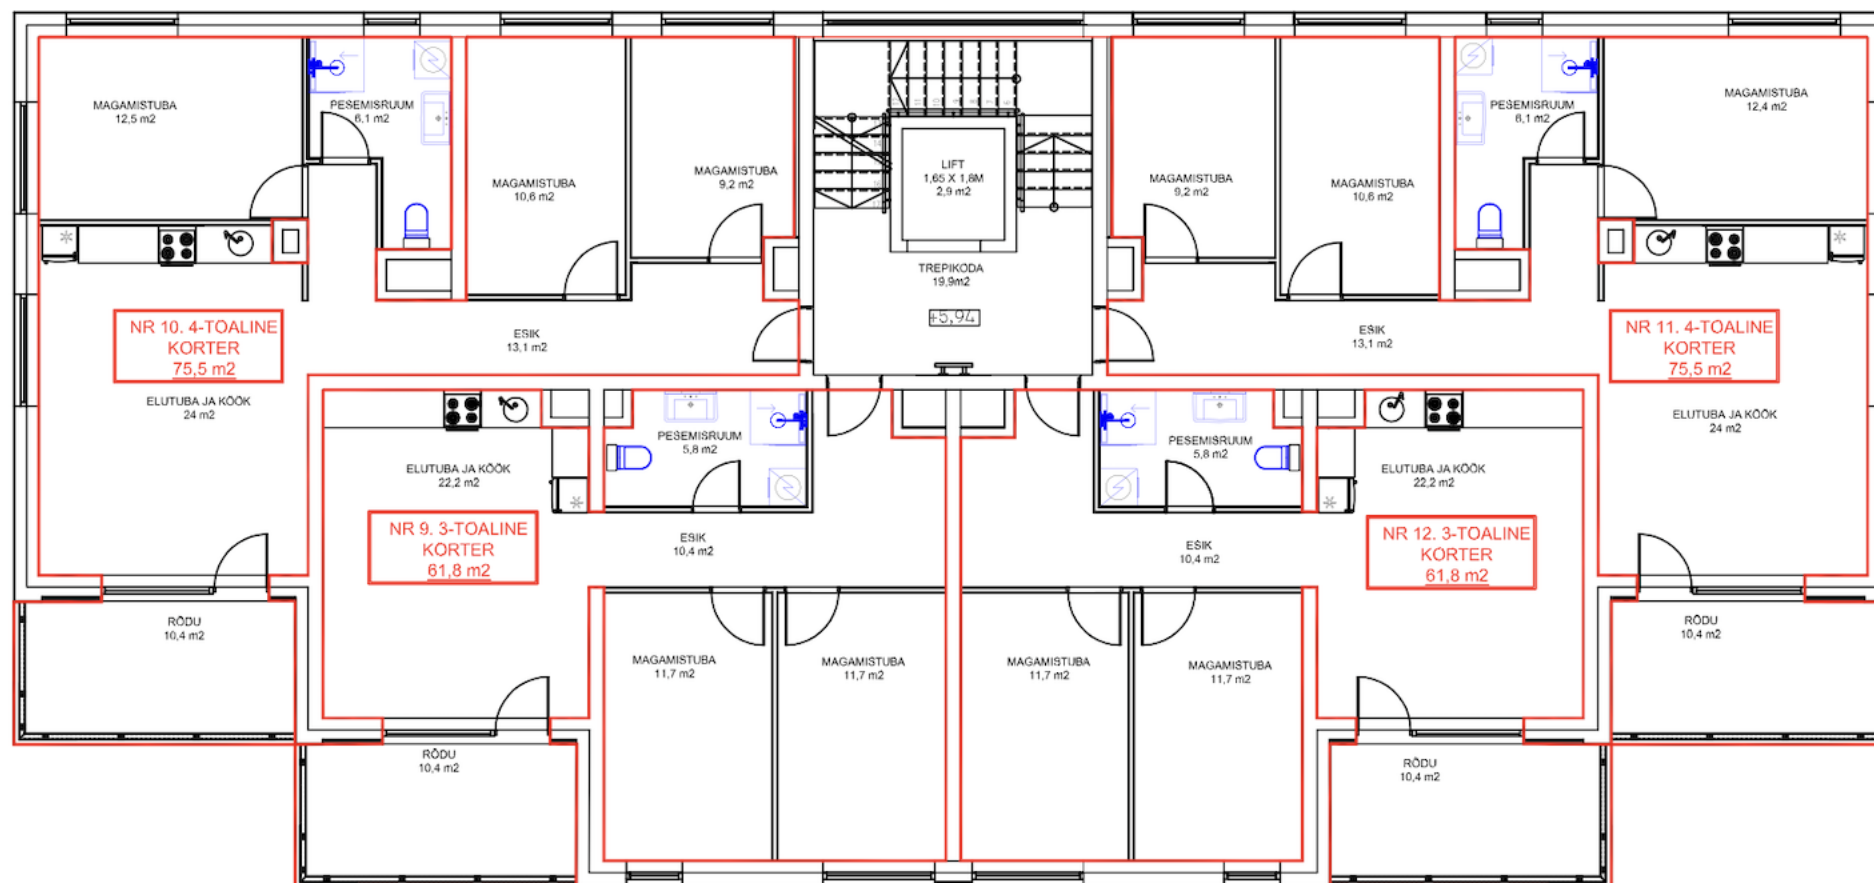 MAGAMISTUBA
12,5 m2
PESEMISRUUM
6,1 m2
MAGAMISTUBA
10,6 m2
MAGAMISTUBA
9,2 m2
LIFT
1,65 X 1,8M
2,9 m2
MAGAMISTUBA
9,2 m2
MAGAMISTUBA
10,6 m2
PESEMISRUUM
6,1 m2
MAGAMISTUBA
12,4 m2
TREPIKODA
19,9m2
+5,94
NR 10. 4-TOALINE
KORTER
75,5 m2
ESIK
13,1 m2
ESIK
13,1 m2
NR 11. 4-TOALINE
KORTER
75,5 m2
ELUTUBA JA KÖÖK
24 m2
ELUTUBA JA KÖÖK
24 m2
PESEMISRUUM
5,8 m2
PESEMISRUUM
5,8 m2
ELUTUBA JA KÖÖK
22,2 m2
ELUTUBA JA KÖÖK
22,2 m2
NR 9. 3-TOALINE
KORTER
61,8 m2
ESIK
10,4 m2
ESIK
10,4 m2
NR 12. 3-TOALINE
KORTER
61,8 m2
RÕDU
10,4 m2
RÕDU
10,4 m2
MAGAMISTUBA
11,7 m2
MAGAMISTUBA
11,7 m2
MAGAMISTUBA
11,7 m2
MAGAMISTUBA
11,7 m2
RÕDU
10,4 m2
RÕDU
10,4 m2